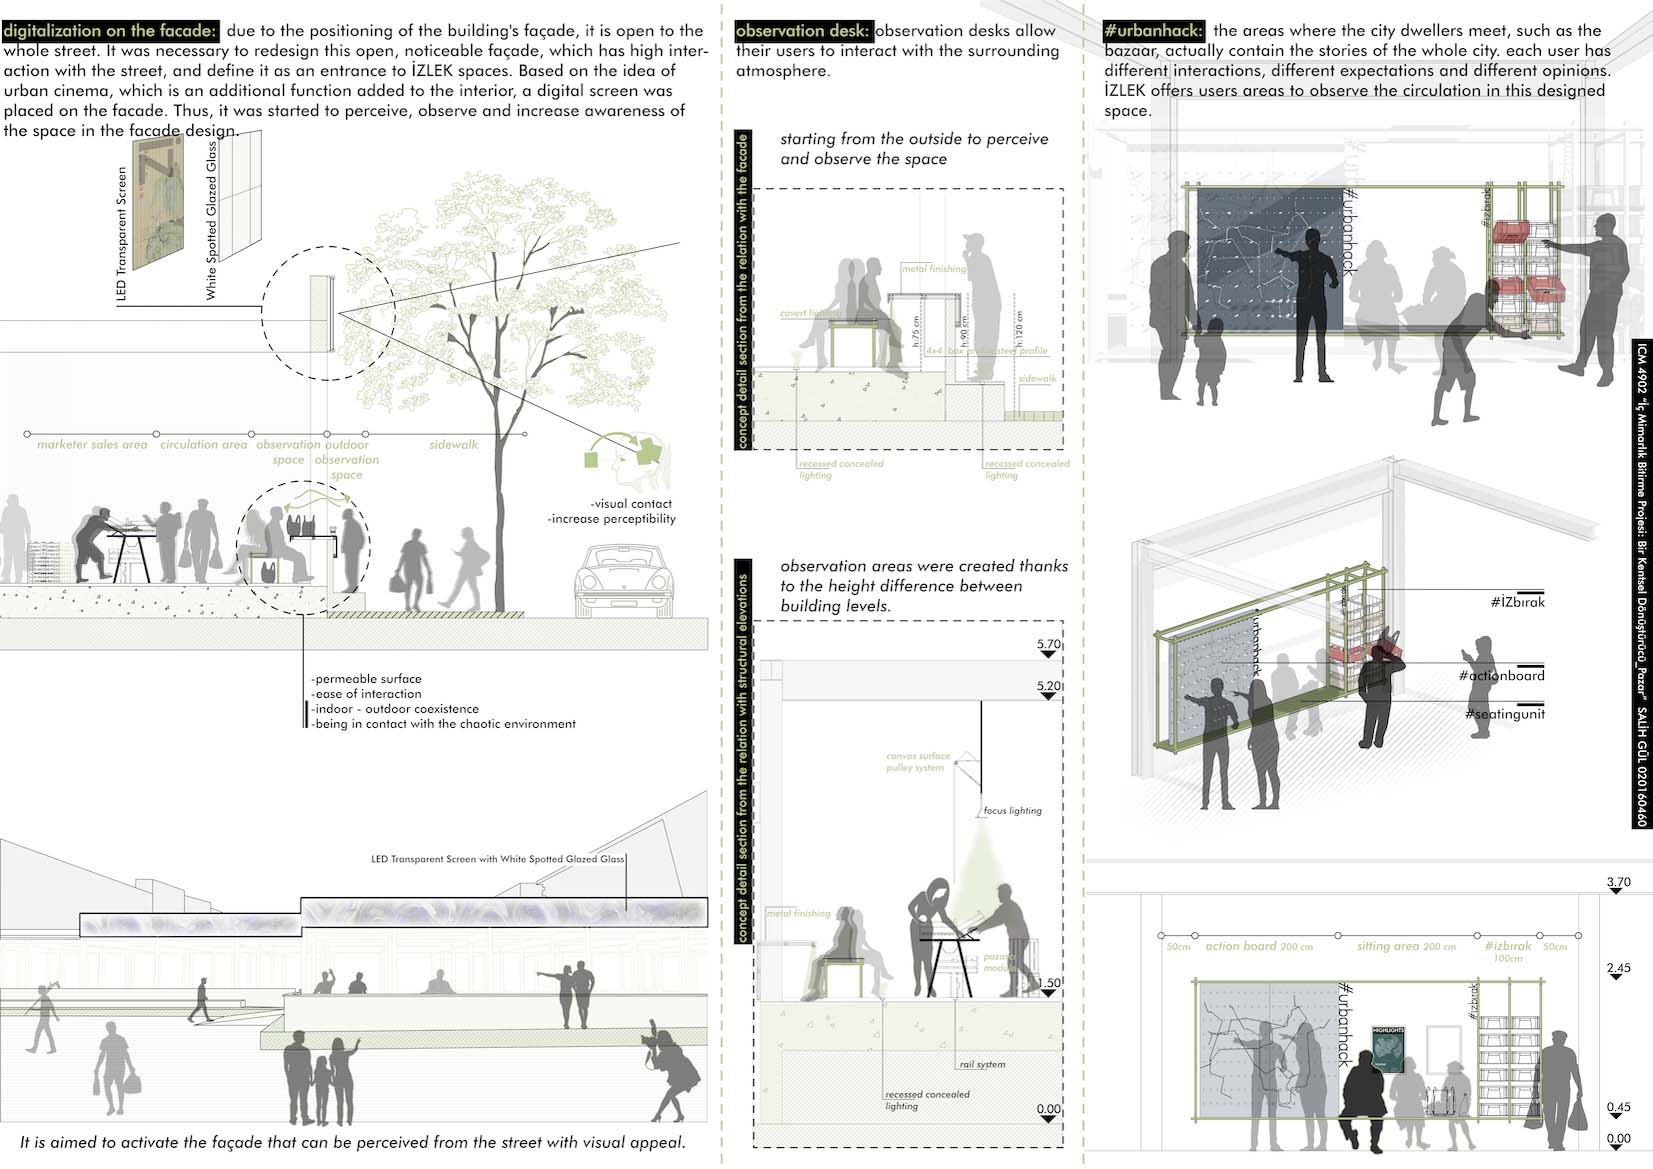 digitalization on the facade: due to the positioning of the building's façade, it is open to the
whole street. It was necessary to redesign this open, noticeable façade, which has high inter-
action with the street, and define it as an entrance to İZLEK spaces. Based on the idea of
urban cinema, which is an additional function added to the interior, a digital screen was
placed on the facade. Thus, it was started to perceive, observe and increase awareness of
the space in the facade design.
LED Transparent Screen
White Spotted Glazed Glass
marketer sales area
circulation area
observation
space
outdoor
observation
space
sidewalk
-visual contact
-increase perceptibility
-permeable surface
-ease of interaction
-indoor - outdoor coexistence
-being in contact with the chaotic environment
LED Transparent Screen with White Spotted Glazed Glass
It is aimed to activate the façade that can be perceived from the street with visual appeal.
observation desk: observation desks allow
their users to interact with the surrounding
atmosphere.
concept detail section from the relation with the facade
starting from the outside to perceive
and observe the space
metal finishing
covert lighting
h:75 cm
h:90 cm
h:120 cm
sidewalk
recessed concealed
lighting
recessed concealed
lighting
concept detail section from the relation with structural elevations
observation areas were created thanks
to the height difference between
building levels.
5.70
5.20
canvas surface
pulley system
focus lighting
metal finishing
1.50
rail system
recessed concealed
lighting
0.00
#urbanhack: the areas where the city dwellers meet, such as the
bazaar, actually contain the stories of the whole city. each user has
different interactions, different expectations and different opinions.
İZLEK offers users areas to observe the circulation in this designed
space.
#urbanhack
#izbırak
#urbanhack
#İZbırak
#actionboard
#seatingunit
3.70
50cm
action board 200 cm
sitting area 200 cm
#izbırak
100cm
50cm
2.45
#urbanhack
#izbırak
HIGHLIGHTS
0.45
0.00
ICM 4902 "İç Mimarlık Bitirme Projesi: Bir Kentsel Dönüştürücü_Pazar" SALİH GÜL 020160460